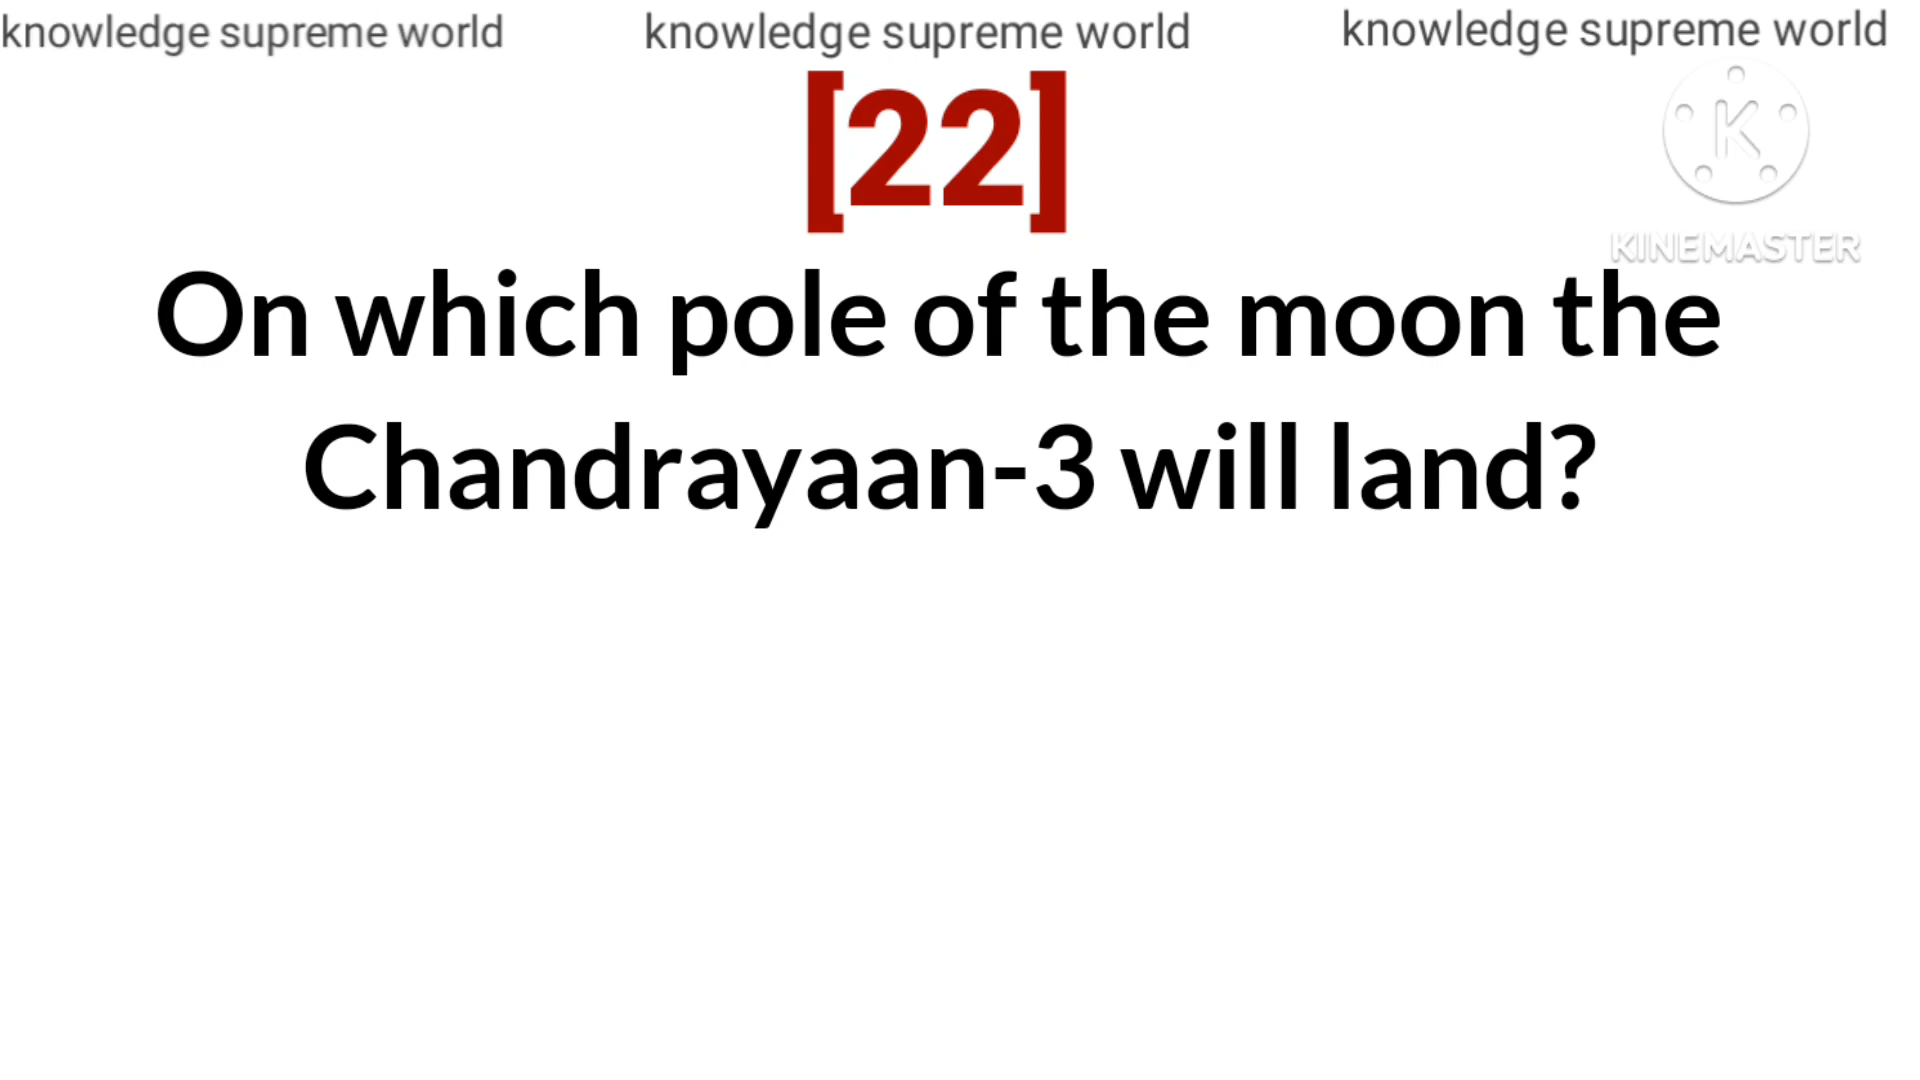 knowledge supreme world knowledge supreme world knowledge supreme world
[22]
K
KINEMASTER
On which pole of the moon the
Chandrayaan-3 will land?